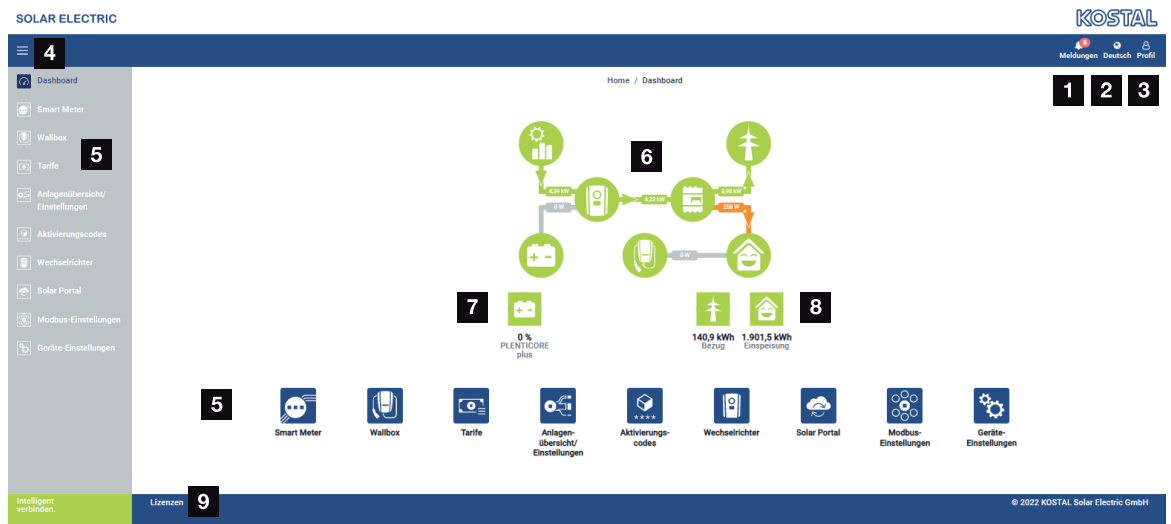 SOLAR ELECTRIC
KOSTAL
4
6
Meldungen Deutsch Profil
1 2 3
Dashboard
Smart Meter
Wallbox
Tarife
Anlagenübersicht/
Einstellungen
Aktivierungscodes
Wechselrichter
Solar Portal
Modbus-Einstellungen
Geräte-Einstellungen
5
Home / Dashboard
6
4,39 kW
0 W
4,23 kW
3,98 kW
258 W
0 W
7
0 %
PLENTICORE
plus
8
140,9 kWh
Bezug
1.901,5 kWh
Einspeisung
5
Smart Meter
Wallbox
Tarife
Anlagen-
übersicht/
Einstellungen
Aktivierungs-
codes
Wechselrichter
Solar Portal
Modbus-
Einstellungen
Geräte-
Einstellungen
Intelligent
verbinden.
Lizenzen
9
© 2022 KOSTAL Solar Electric GmbH